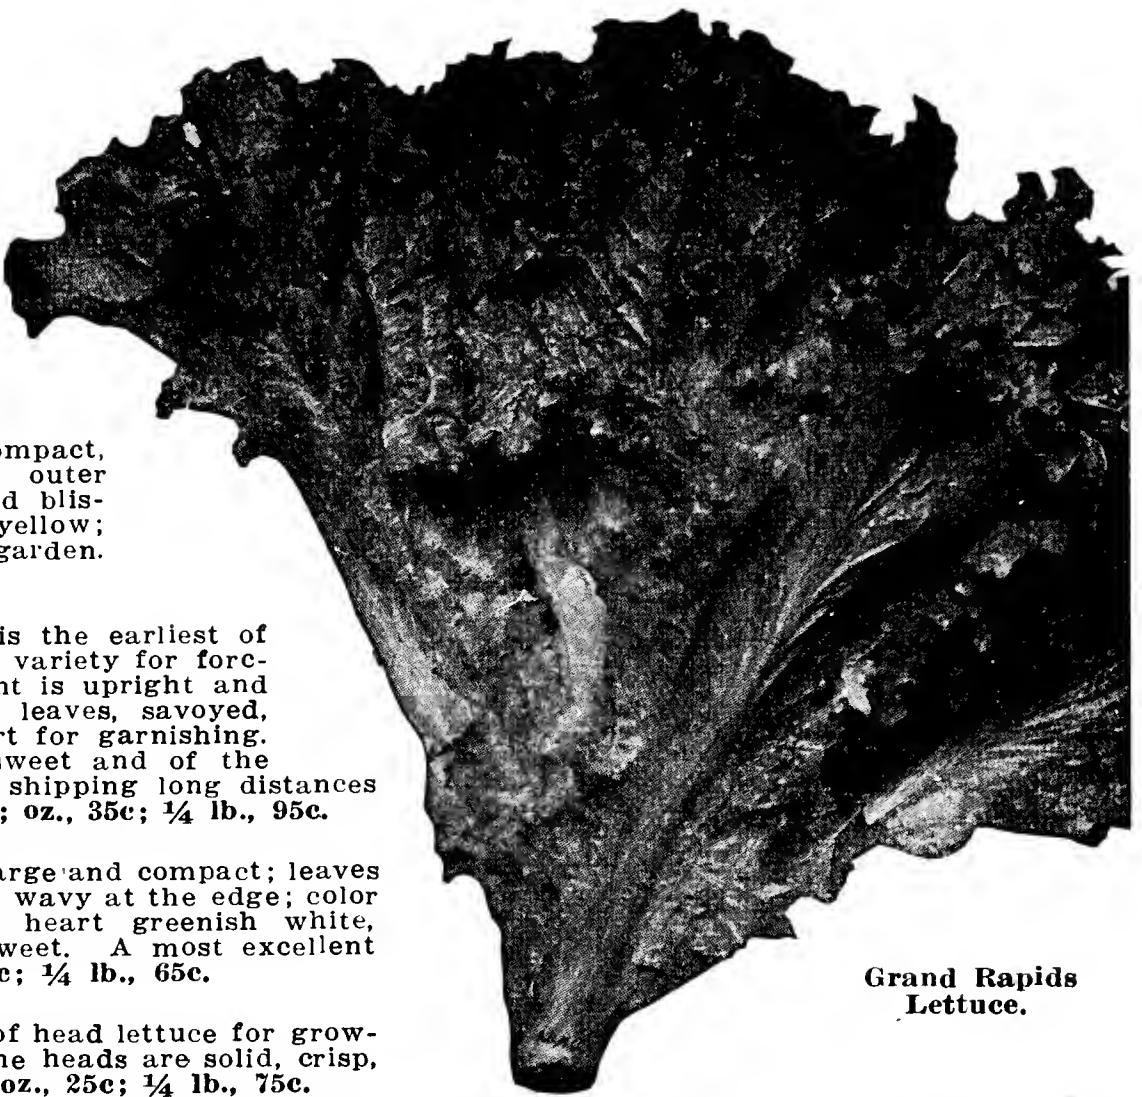 ompact,
outer
d blis-
yellow;
garden.
is the earliest of
variety for forc-
nt is upright and
leaves, savoyed,
rt for garnishing.
sweet and of the
shipping long distances
; oz., 35c; ¼ lb., 95c.
arge and compact; leaves
wavy at the edge; color
heart greenish white,
weet. A most excellent
c; ¼ lb., 65c.
of head lettuce for grow-
he heads are solid, crisp,
oz., 25c; ¼ lb., 75c.
Grand Rapids
Lettuce.